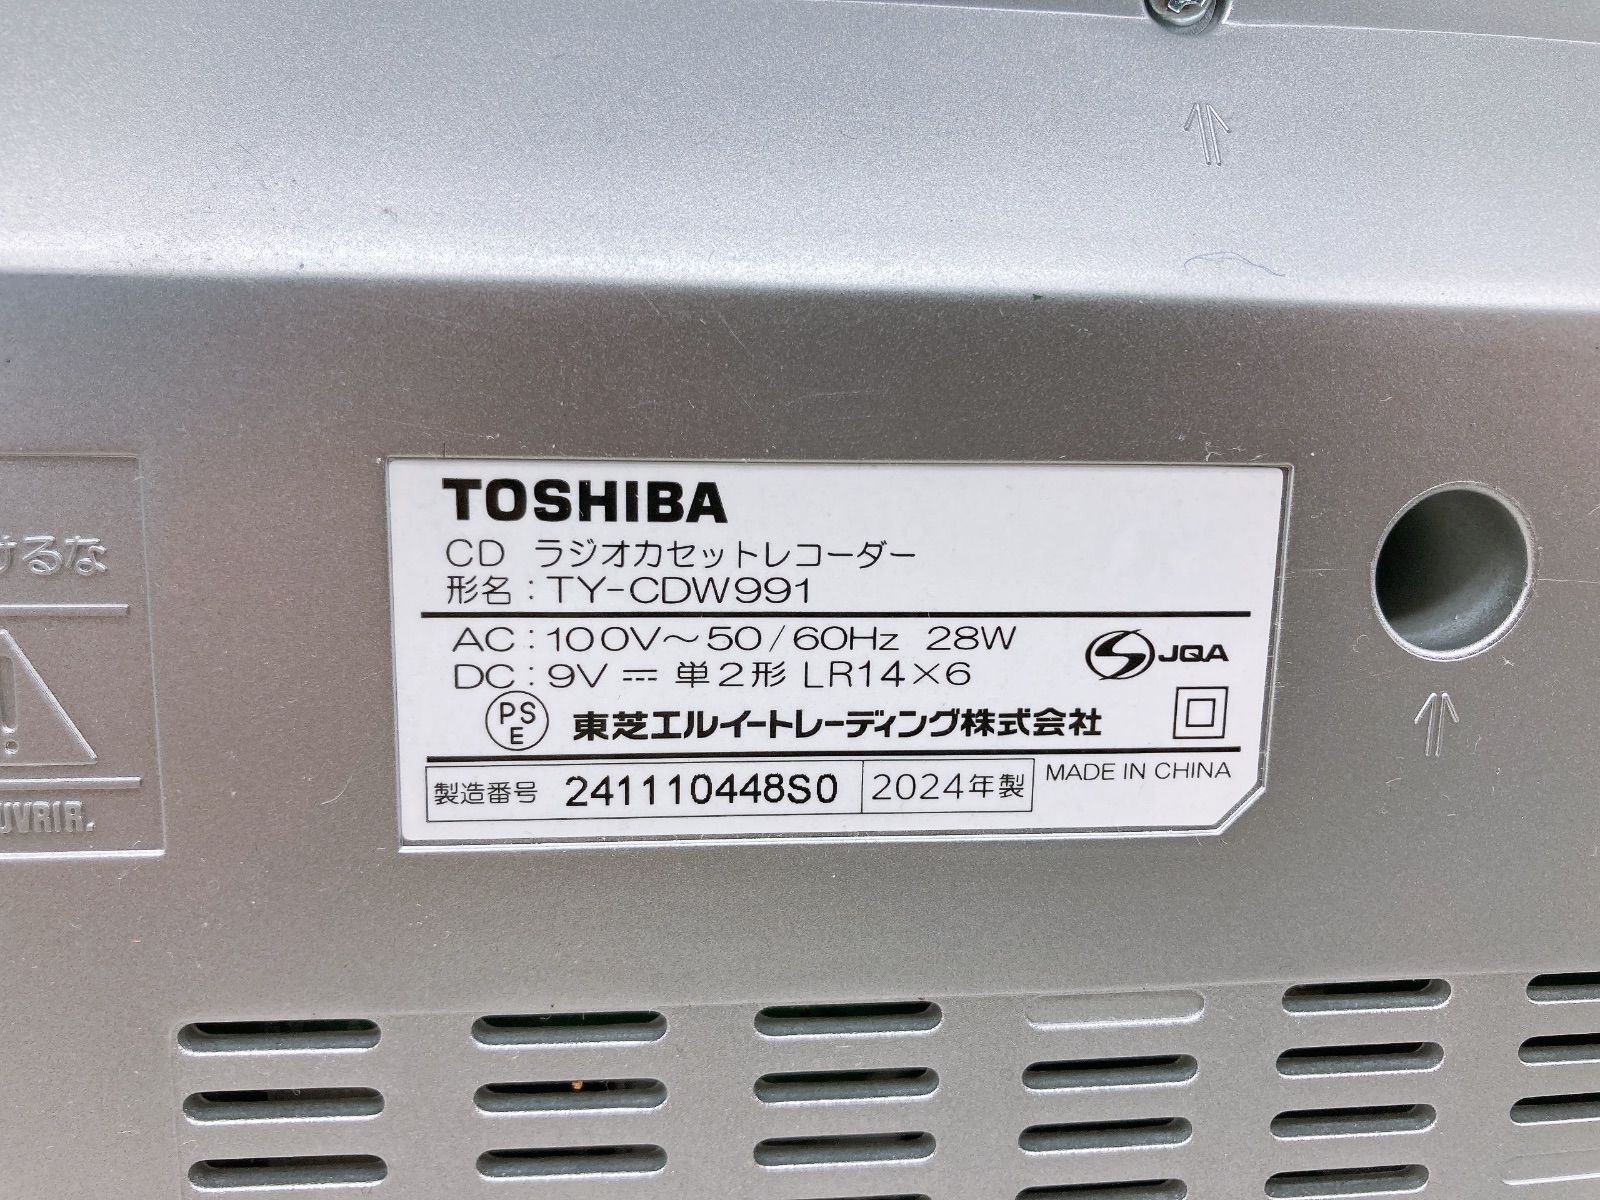 TOSHIBA
CD ラジオカセットレコーダー
形名：TY-CDW991
AC：100V～50/60Hz 28W
DC：9V ⎓ 単2形 LR14×6
JQA
PS
E
東芝エルイートレーディング株式会社
製造番号 241110448S0 2024年製
MADE IN CHINA
けるな
UVRIR.